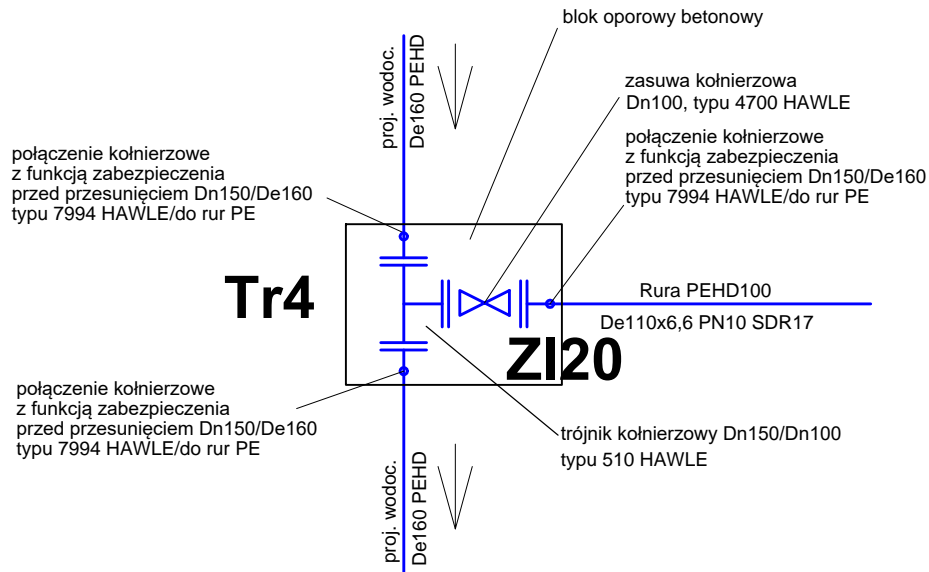 blok oporowy betonowy
proj. wodoc.
De160 PEHD
zasuwa kołnierzowa
Dn100, typu 4700 HAWLE
połączenie kołnierzowe
z funkcją zabezpieczenia
przed przesunięciem Dn150/De160
typu 7994 HAWLE/do rur PE
połączenie kołnierzowe
z funkcją zabezpieczenia
przed przesunięciem Dn150/De160
typu 7994 HAWLE/do rur PE
Tr4
Rura PEHD100
De110x6,6 PN10 SDR17
ZI20
połączenie kołnierzowe
z funkcją zabezpieczenia
przed przesunięciem Dn150/De160
typu 7994 HAWLE/do rur PE
trójnik kołnierzowy Dn150/Dn100
typu 510 HAWLE
proj. wodoc.
De160 PEHD